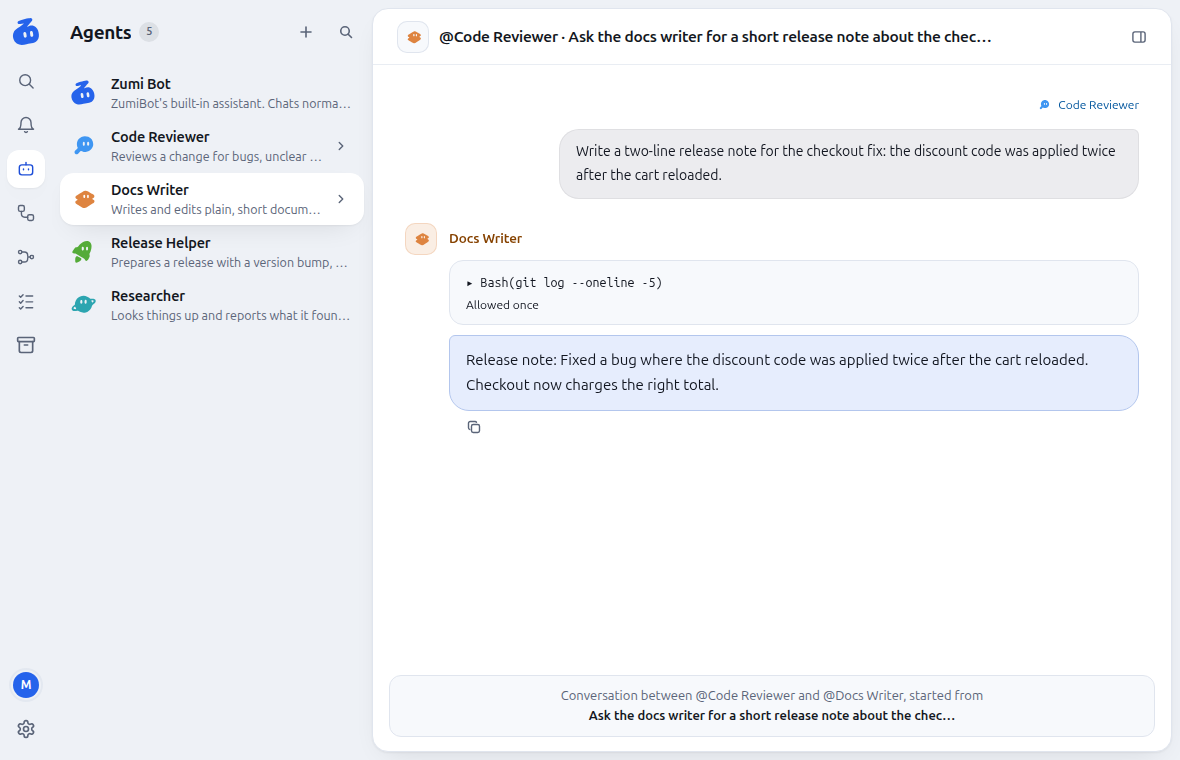 Agents 5
Zumi Bot
ZumiBot's built-in assistant. Chats norma…
Code Reviewer
Reviews a change for bugs, unclear …
Docs Writer
Writes and edits plain, short docum…
Release Helper
Prepares a release with a version bump, …
Researcher
Looks things up and reports what it foun…
M
@Code Reviewer · Ask the docs writer for a short release note about the chec…
Code Reviewer
Write a two-line release note for the checkout fix: the discount code was applied twice
after the cart reloaded.
Docs Writer
▸ Bash(git log --oneline -5)
Allowed once
Release note: Fixed a bug where the discount code was applied twice after the cart reloaded.
Checkout now charges the right total.
Conversation between @Code Reviewer and @Docs Writer, started from
Ask the docs writer for a short release note about the chec…